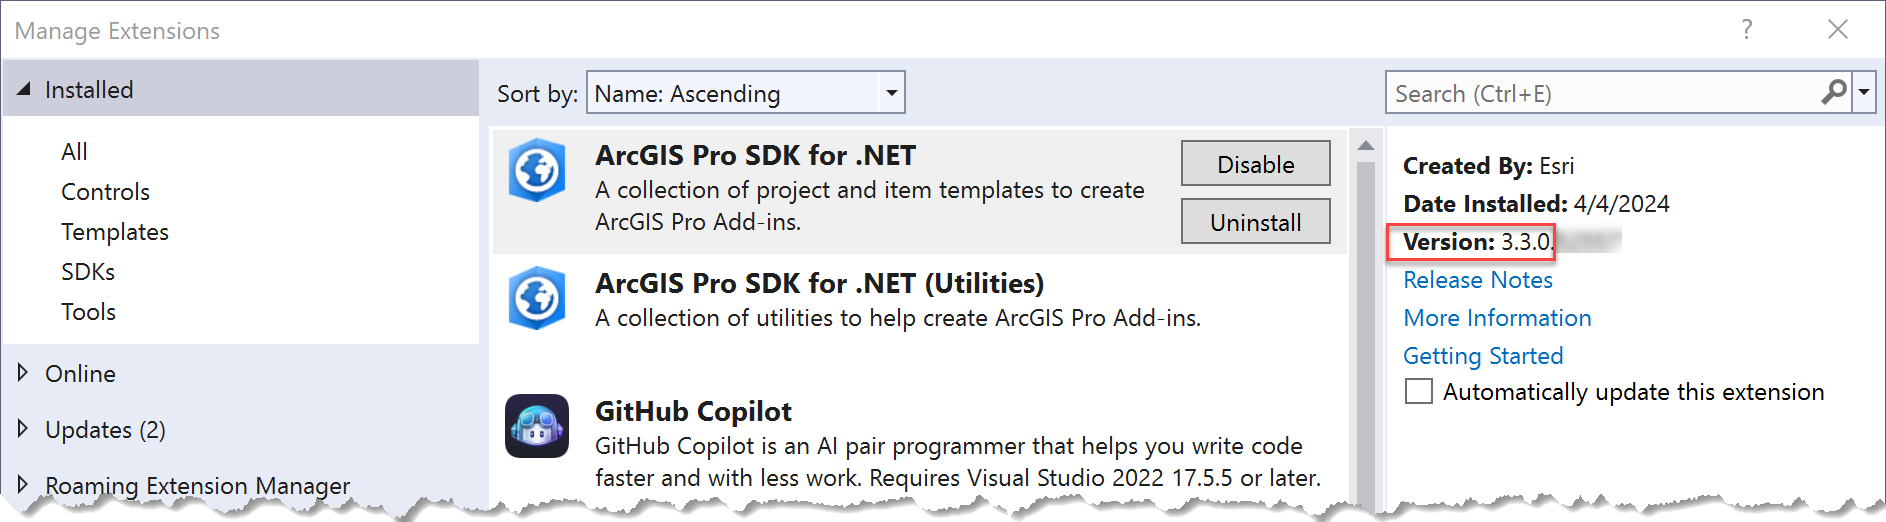 Manage Extensions
?
Installed
All
Controls
Templates
SDKs
Tools
Online
Updates (2)
Roaming Extension Manager
Sort by: Name: Ascending
ArcGIS Pro SDK for .NET
A collection of project and item templates to create
ArcGIS Pro Add-ins.
Disable
Uninstall
ArcGIS Pro SDK for .NET (Utilities)
A collection of utilities to help create ArcGIS Pro Add-ins.
GitHub Copilot
GitHub Copilot is an AI pair programmer that helps you write code
faster and with less work. Requires Visual Studio 2022 17.5.5 or later.
Search (Ctrl+E)
Created By: Esri
Date Installed: 4/4/2024
Version: 3.3.0.
Release Notes
More Information
Getting Started
Automatically update this extension